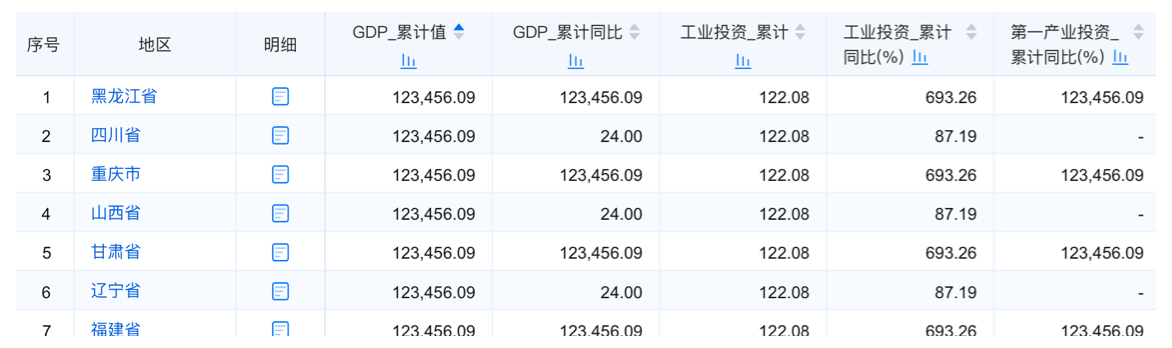 序号 地区 明细 GDP_累计值 GDP_累计同比 工业投资_累计 工业投资_累计 第一产业投资_
同比(%) 累计同比(%)
1 黑龙江省 123,456.09 123,456.09 122.08 693.26 123,456.09
2 四川省 123,456.09 24.00 122.08 87.19 -
3 重庆市 123,456.09 123,456.09 122.08 693.26 123,456.09
4 山西省 123,456.09 24.00 122.08 87.19 -
5 甘肃省 123,456.09 123,456.09 122.08 693.26 123,456.09
6 辽宁省 123,456.09 24.00 122.08 87.19 -
7 福建省 123,456.09 123,456.09 122.08 693.26 123,456.09